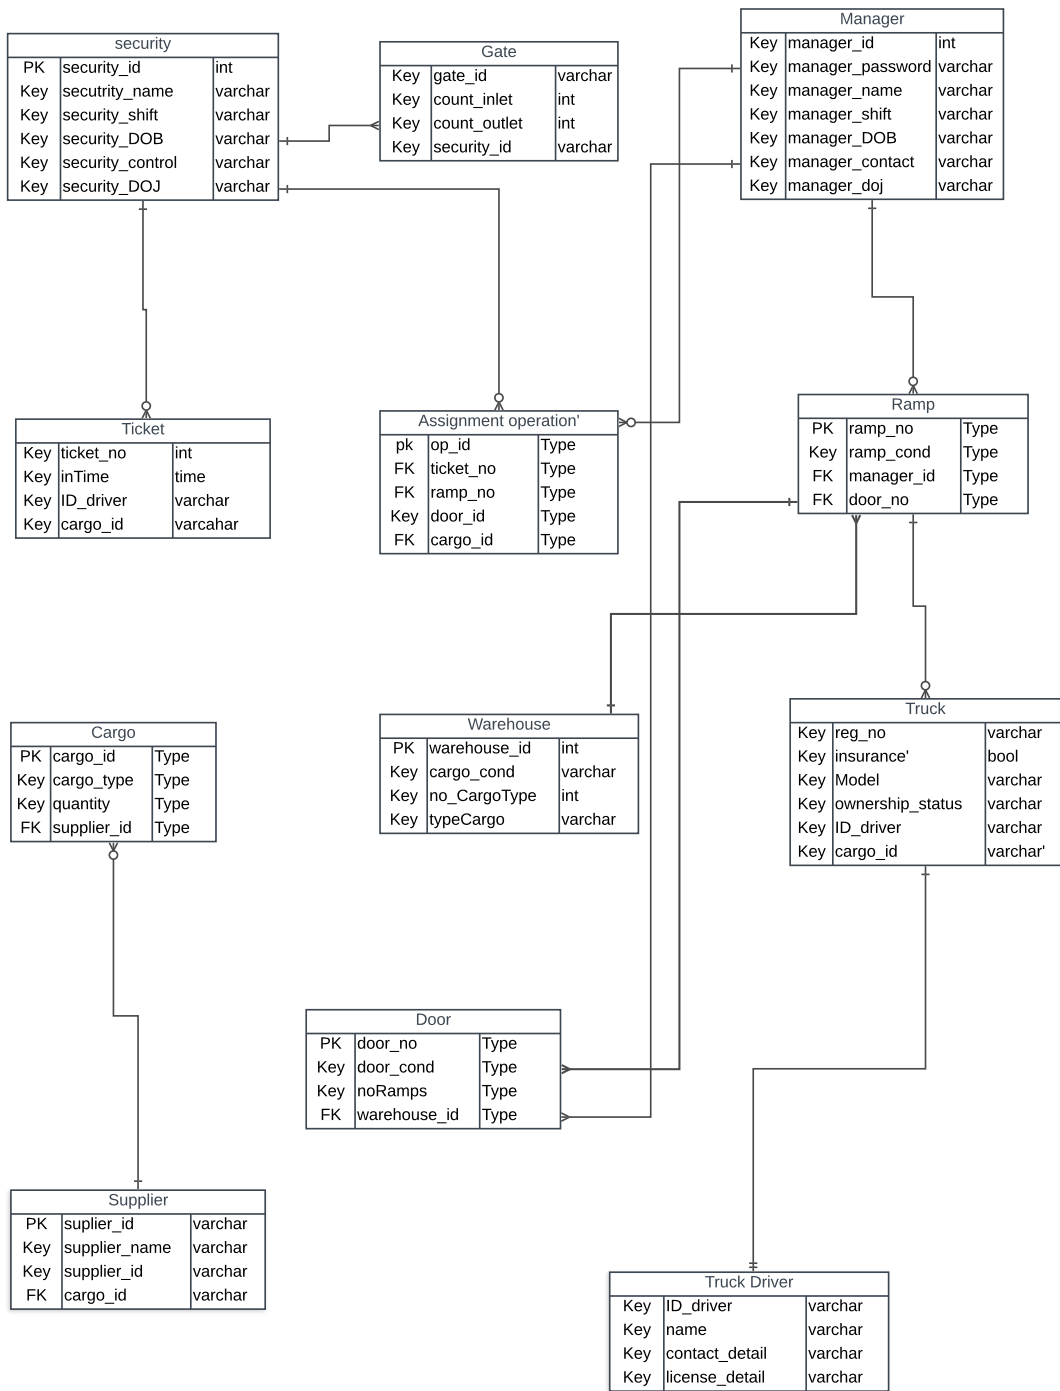 security
PK security_id int
Key secutrity_name varchar
Key security_shift varchar
Key security_DOB varchar
Key security_control varchar
Key security_DOJ varchar
Gate
Key gate_id varchar
Key count_inlet int
Key count_outlet int
Key security_id varchar
Manager
Key manager_id int
Key manager_password varchar
Key manager_name varchar
Key manager_shift varchar
Key manager_DOB varchar
Key manager_contact varchar
Key manager_doj varchar
Ticket
Key ticket_no int
Key inTime time
Key ID_driver varchar
Key cargo_id varcahar
Assignment operation'
pk op_id Type
FK ticket_no Type
FK ramp_no Type
Key door_id Type
FK cargo_id Type
Ramp
PK ramp_no Type
Key ramp_cond Type
FK manager_id Type
FK door_no Type
Cargo
PK cargo_id Type
Key cargo_type Type
Key quantity Type
FK supplier_id Type
Warehouse
PK warehouse_id int
Key cargo_cond varchar
Key no_CargoType int
Key typeCargo varchar
Truck
Key reg_no varchar
Key insurance' bool
Key Model varchar
Key ownership_status varchar
Key ID_driver varchar
Key cargo_id varchar'
Door
PK door_no Type
Key door_cond Type
Key noRamps Type
FK warehouse_id Type
Supplier
PK suplier_id varchar
Key supplier_name varchar
Key supplier_id varchar
FK cargo_id varchar
Truck Driver
Key ID_driver varchar
Key name varchar
Key contact_detail varchar
Key license_detail varchar